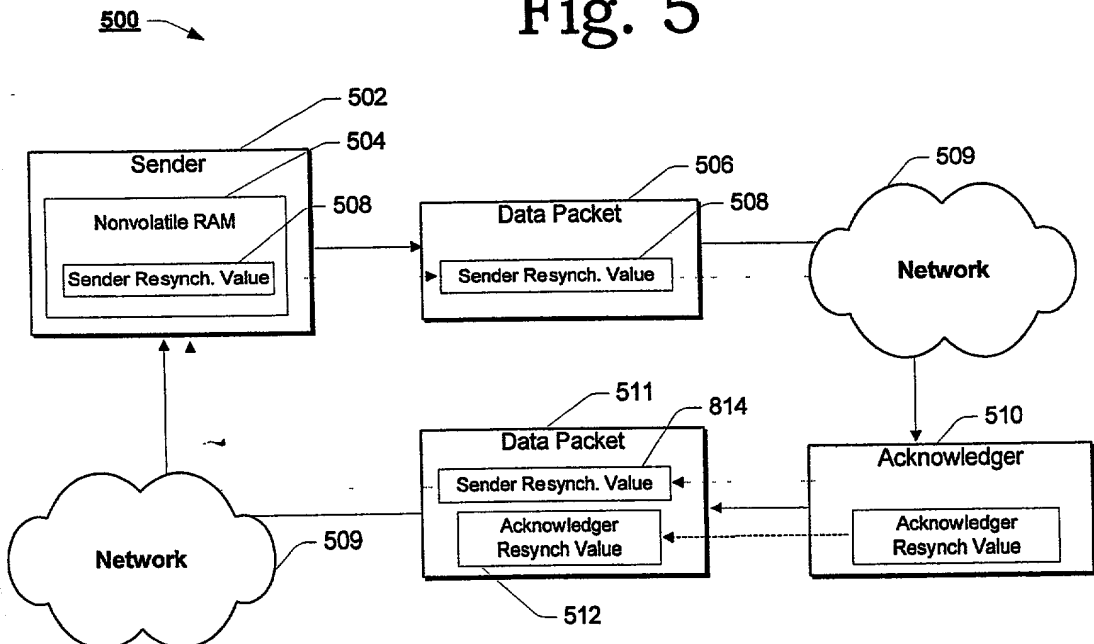 Fig. 5
500
502
504
Sender
508
Nonvolatile RAM
Sender Resynch. Value
506
508
Data Packet
Sender Resynch. Value
509
Network
511
814
Data Packet
Sender Resynch. Value
Acknowledger
Resynch Value
512
510
Acknowledger
Acknowledger
Resynch Value
Network
509